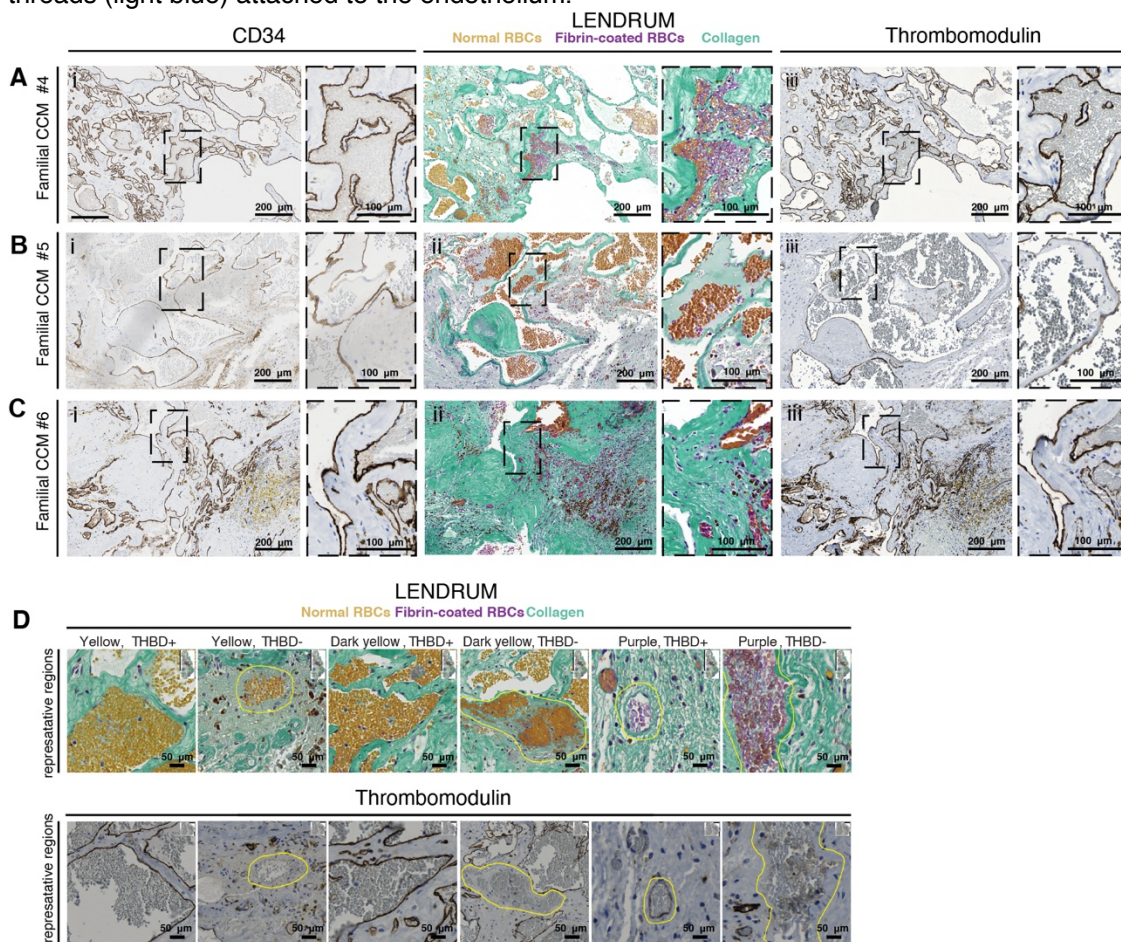 threads (light blue) attached to the endothelium.
CD34
LENDRUM
Normal RBCs Fibrin-coated RBCs Collagen
Thrombomodulin
A
Familial CCM #4
i
200 µm
100 µm
200 µm
100 µm
iii
200 µm
100 µm
B
Familial CCM #5
i
200 µm
100 µm
ii
200 µm
100 µm
iii
200 µm
100 µm
C
Familial CCM #6
i
200 µm
100 µm
ii
200 µm
100 µm
iii
200 µm
100 µm
D
LENDRUM
Normal RBCs Fibrin-coated RBCs Collagen
Yellow, THBD+
Yellow, THBD-
Dark yellow, THBD+
Dark yellow, THBD-
Purple, THBD+
Purple, THBD-
represatative regions
50 µm
50 µm
50 µm
50 µm
50 µm
50 µm
Thrombomodulin
represatative regions
50 µm
50 µm
50 µm
50 µm
50 µm
50 µm